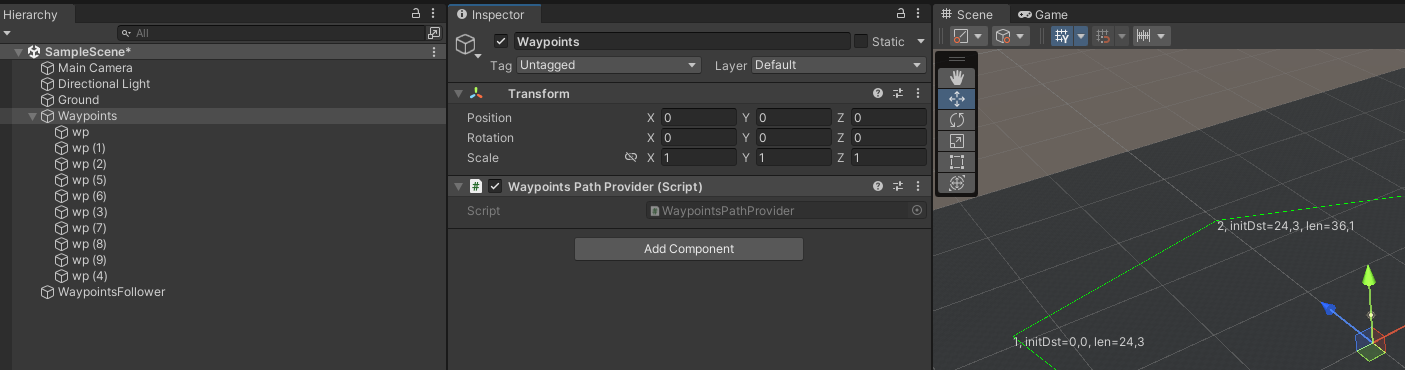 Hierarchy
All
SampleScene*
Main Camera
Directional Light
Ground
Waypoints
wp
wp (1)
wp (2)
wp (5)
wp (6)
wp (3)
wp (7)
wp (8)
wp (9)
wp (4)
WaypointsFollower
Inspector
Waypoints
Static
Tag Untagged Layer Default
Transform
Position X 0 Y 0 Z 0
Rotation X 0 Y 0 Z 0
Scale X 1 Y 1 Z 1
Waypoints Path Provider (Script)
Script WaypointsPathProvider
Add Component
Scene Game
2, initDst=24,3, len=36,1
1, initDst=0,0, len=24,3